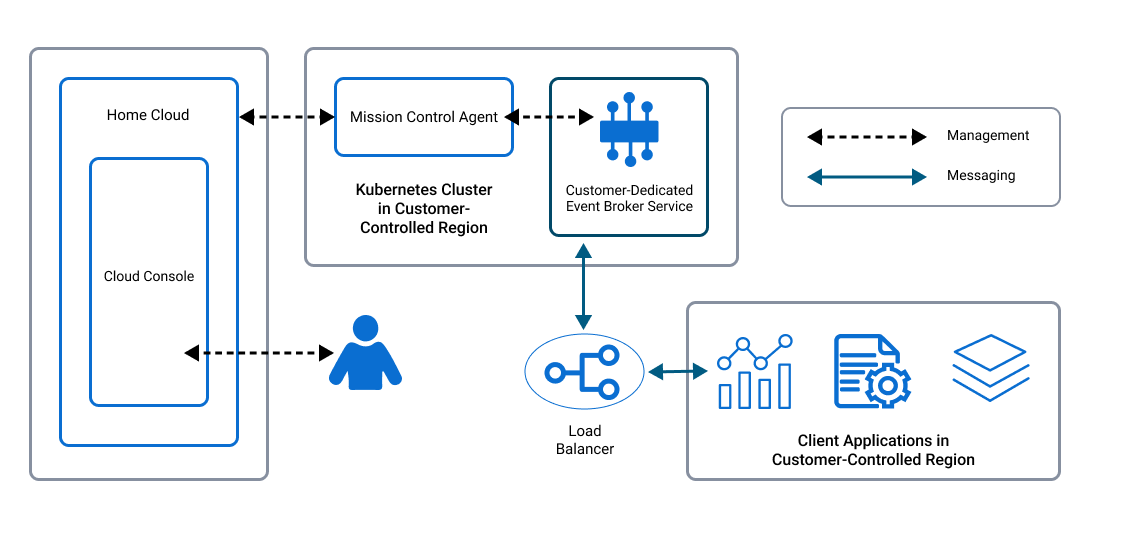 Home Cloud
Cloud Console
Mission Control Agent
Kubernetes Cluster
in Customer-
Controlled Region
Customer-Dedicated
Event Broker Service
Management
Messaging
Load
Balancer
Client Applications in
Customer-Controlled Region